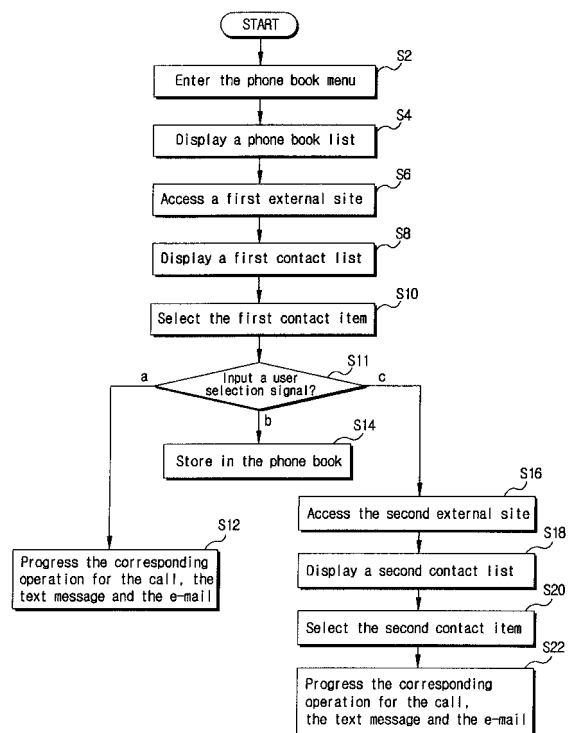 START
S2
Enter the phone book menu
S4
Display a phone book list
S6
Access a first external site
S8
Display a first contact list
S10
Select the first contact item
S11
Input a user
selection signal?
a
c
b
S14
Store in the phone book
S16
Access the second external site
S12
Progress the corresponding
operation for the call, the
text message and the e-mail
S18
Display a second contact list
S20
Select the second contact item
S22
Progress the corresponding
operation for the call,
the text message and the e-mail